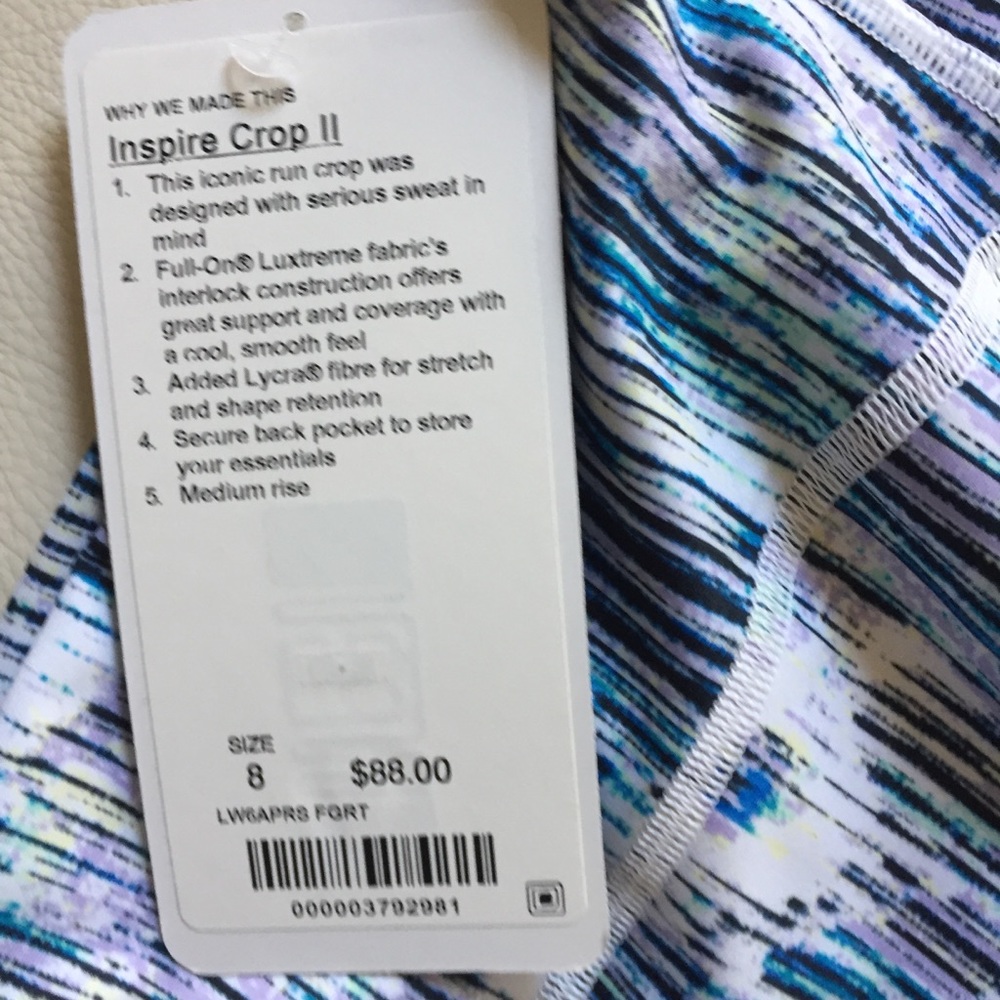 WHY WE MADE THIS
Inspire Crop II
1. This iconic run crop was
designed with serious sweat in
mind
2. Full-On® Luxtreme fabric's
interlock construction offers
great support and coverage with
a cool, smooth feel
3. Added Lycra® fibre for stretch
and shape retention
4. Secure back pocket to store
your essentials
5. Medium rise
SIZE
8 $88.00
LW6APRS FGRT
000003792981